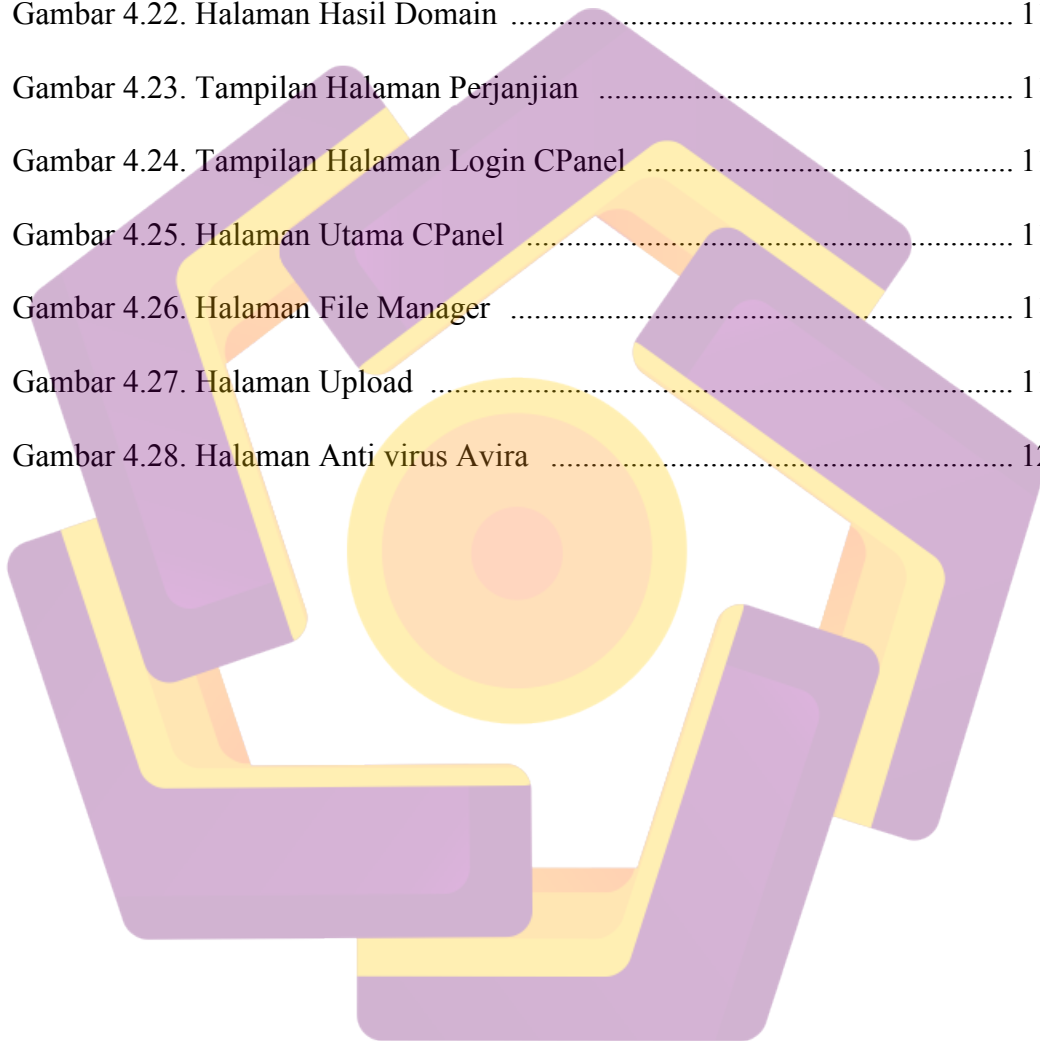 Gambar 4.22. Halaman Hasil Domain ................................................................ 1
Gambar 4.23. Tampilan Halaman Perjanjian ..................................................... 1
Gambar 4.24. Tampilan Halaman Login CPanel ............................................... 1
Gambar 4.25. Halaman Utama CPanel .............................................................. 1
Gambar 4.26. Halaman File Manager ................................................................ 1
Gambar 4.27. Halaman Upload .......................................................................... 1
Gambar 4.28. Halaman Anti virus Avira ........................................................... 12